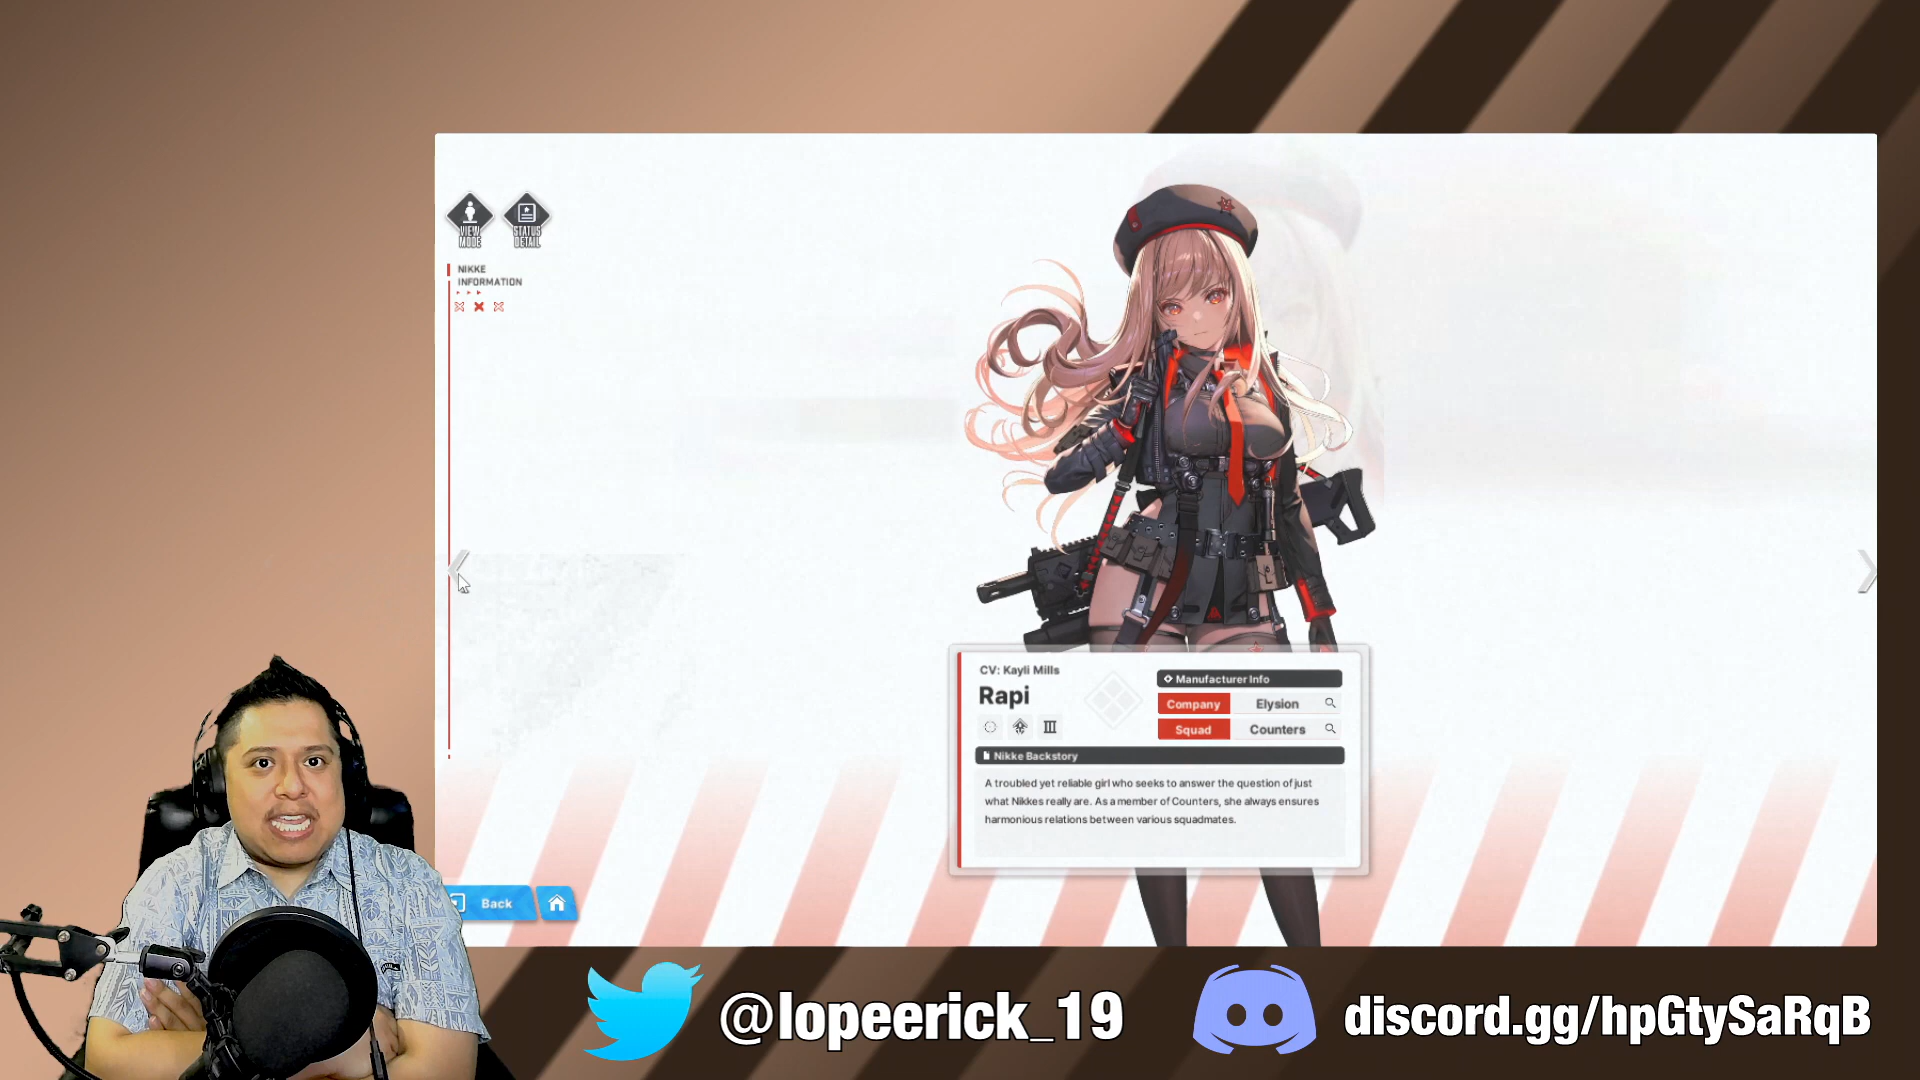 VIEW
MODE
STATUS
DETAIL
NIKKE
INFORMATION
CV: Kayli Mills
Rapi
III
Manufacturer Info
Company Elysion
Squad Counters
Nikke Backstory
A troubled yet reliable girl who seeks to answer the question of just
what Nikkes really are. As a member of Counters, she always ensures
harmonious relations between various squadmates.
Back
@lopeerick_19
discord.gg/hpGtySaRqB